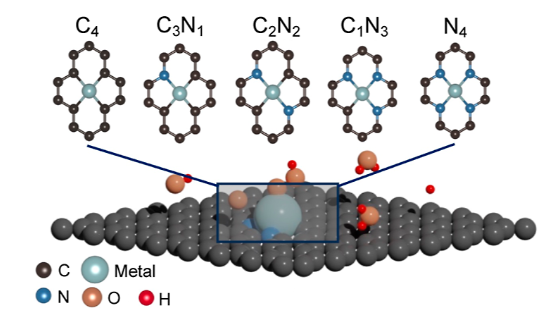 C₄ C₃N₁ C₂N₂ C₁N₃ N₄
C Metal
N O H